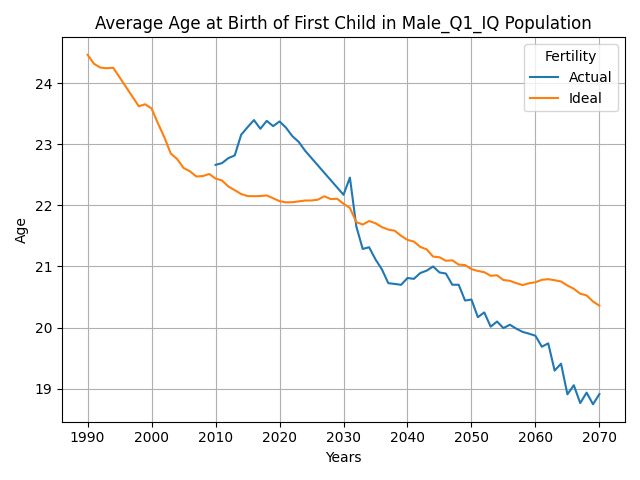 Average Age at Birth of First Child in Male_Q1_IQ Population
Fertility
Actual
Ideal
Age
24
23
22
21
20
19
1990 2000 2010 2020 2030 2040 2050 2060 2070
Years